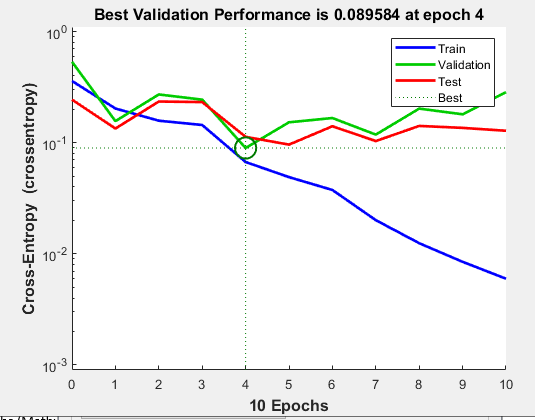 Best Validation Performance is 0.089584 at epoch 4
Cross-Entropy (crossentropy)
10^0
10^-1
10^-2
10^-3
Train
Validation
Test
Best
0 1 2 3 4 5 6 7 8 9 10
10 Epochs